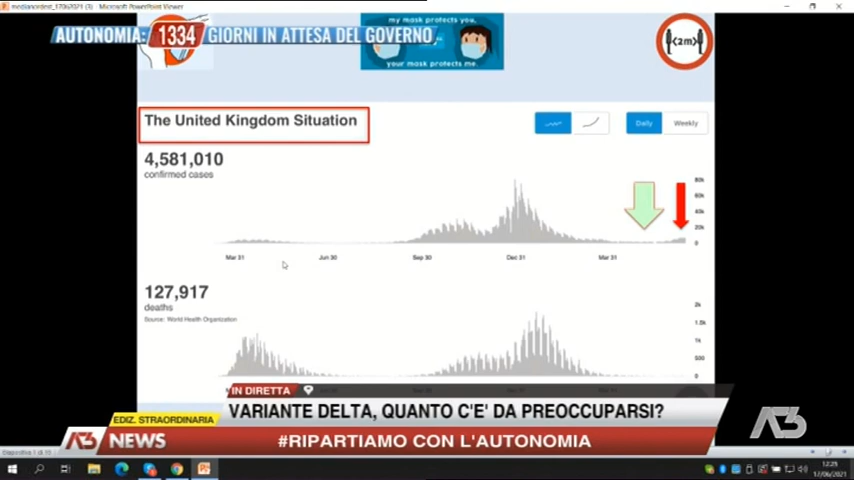 medianordest_17062021 (3) - Microsoft PowerPoint Viewer
AUTONOMIA: 1334 GIORNI IN ATTESA DEL GOVERNO
my mask protects you,
your mask protects me.
<2m>
The United Kingdom Situation
Daily
Weekly
4,581,010
confirmed cases
80k
60k
40k
20k
0
Mar 31
Jun 30
Sep 30
Dec 31
Mar 31
127,917
deaths
Source: World Health Organization
2k
1.5k
1k
500
0
IN DIRETTA
EDIZ. STRAORDINARIA
VARIANTE DELTA, QUANTO C'E' DA PREOCCUPARSI?
A3 NEWS
#RIPARTIAMO CON L'AUTONOMIA
A3
12:25
17/06/2021